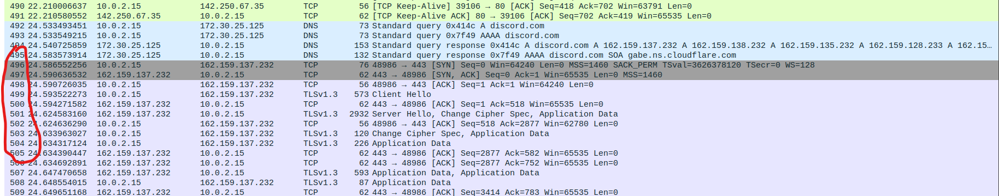 490 22.210006637 10.0.2.15 142.250.67.35 TCP 56 [TCP Keep-Alive] 39106 → 80 [ACK] Seq=418 Ack=702 Win=63791 Len=0
491 22.210580552 142.250.67.35 10.0.2.15 TCP 62 [TCP Keep-Alive ACK] 80 → 39106 [ACK] Seq=702 Ack=419 Win=65535 Len=0
492 24.533493451 10.0.2.15 172.30.25.125 DNS 73 Standard query 0x414c A discord.com
493 24.533549215 10.0.2.15 172.30.25.125 DNS 73 Standard query 0x7f49 AAAA discord.com
494 24.540725859 172.30.25.125 10.0.2.15 DNS 153 Standard query response 0x414c A discord.com A 162.159.137.232 A 162.159.138.232 A 162.159.135.232 A 162.159.128.233 A 162.15…
495 24.583573914 172.30.25.125 10.0.2.15 DNS 132 Standard query response 0x7f49 AAAA discord.com SOA gabe.ns.cloudflare.com
496 24.586552256 10.0.2.15 162.159.137.232 TCP 76 48986 → 443 [SYN] Seq=0 Win=64240 Len=0 MSS=1460 SACK_PERM TSval=3626378120 TSecr=0 WS=128
497 24.590636532 162.159.137.232 10.0.2.15 TCP 62 443 → 48986 [SYN, ACK] Seq=0 Ack=1 Win=65535 Len=0 MSS=1460
498 24.590726035 10.0.2.15 162.159.137.232 TCP 56 48986 → 443 [ACK] Seq=1 Ack=1 Win=64240 Len=0
499 24.593522273 10.0.2.15 162.159.137.232 TLSv1.3 573 Client Hello
500 24.594271582 162.159.137.232 10.0.2.15 TCP 62 443 → 48986 [ACK] Seq=1 Ack=518 Win=65535 Len=0
501 24.624583160 162.159.137.232 10.0.2.15 TLSv1.3 2932 Server Hello, Change Cipher Spec, Application Data
502 24.624636290 10.0.2.15 162.159.137.232 TCP 56 48986 → 443 [ACK] Seq=518 Ack=2877 Win=62780 Len=0
503 24.633963027 10.0.2.15 162.159.137.232 TLSv1.3 120 Change Cipher Spec, Application Data
504 24.634317124 10.0.2.15 162.159.137.232 TLSv1.3 226 Application Data
505 24.634390447 162.159.137.232 10.0.2.15 TCP 62 443 → 48986 [ACK] Seq=2877 Ack=582 Win=65535 Len=0
506 24.634692891 162.159.137.232 10.0.2.15 TCP 62 443 → 48986 [ACK] Seq=2877 Ack=752 Win=65535 Len=0
507 24.647470658 162.159.137.232 10.0.2.15 TLSv1.3 593 Application Data, Application Data
508 24.648554015 10.0.2.15 162.159.137.232 TLSv1.3 87 Application Data
509 24.649651168 162.159.137.232 10.0.2.15 TCP 62 443 → 48986 [ACK] Seq=3414 Ack=783 Win=65535 Len=0